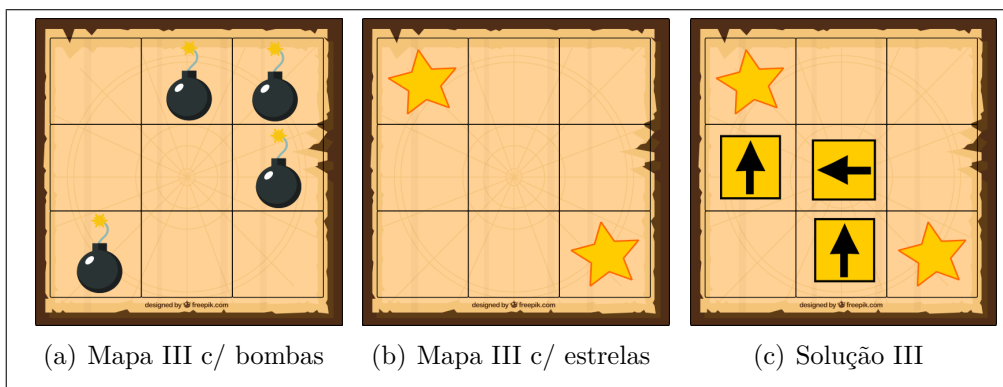 designed by freepik.com
designed by freepik.com
designed by freepik.com
(a) Mapa III c/ bombas
(b) Mapa III c/ estrelas
(c) Solução III